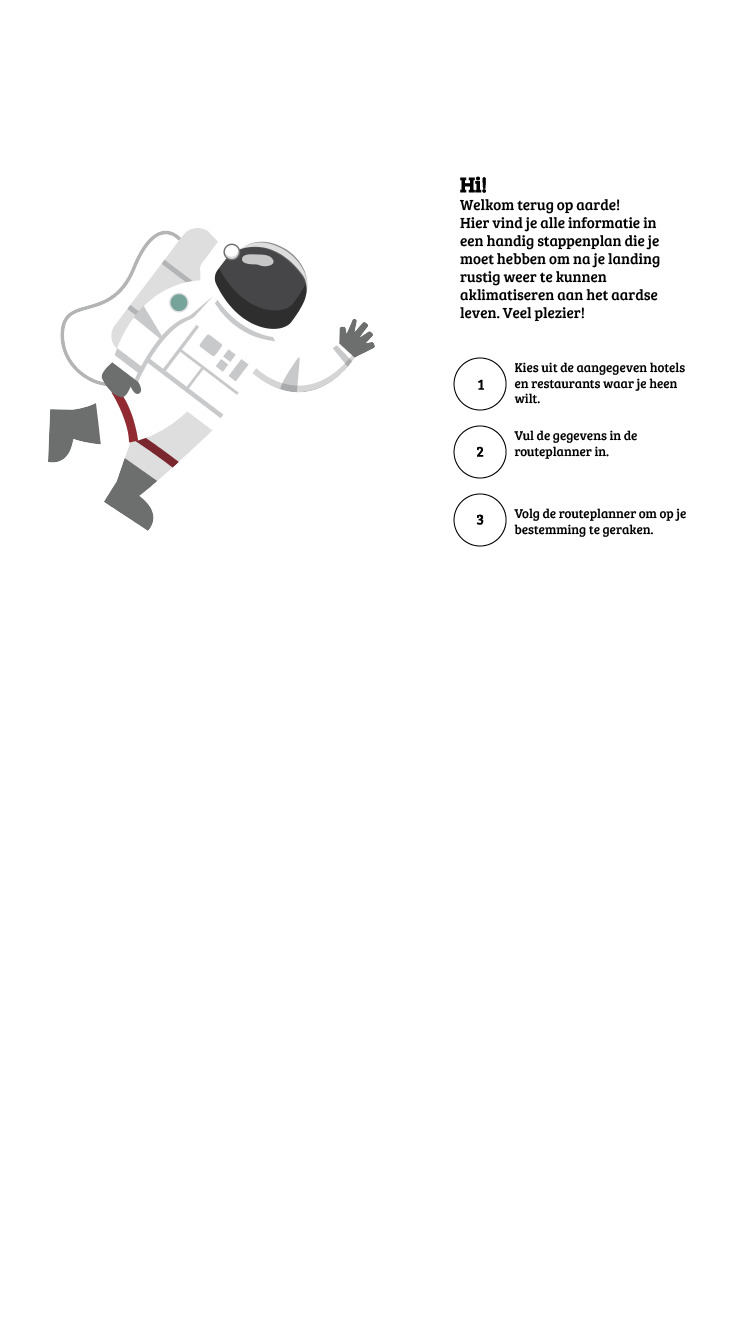 Hi!
Welkom terug op aarde!
Hier vind je alle informatie in
een handig stappenplan die je
moet hebben om na je landing
rustig weer te kunnen
aklimatiseren aan het aardse
leven. Veel plezier!
1
Kies uit de aangegeven hotels
en restaurants waar je heen
wilt.
2
Vul de gegevens in de
routeplanner in.
3
Volg de routeplanner om op je
bestemming te geraken.